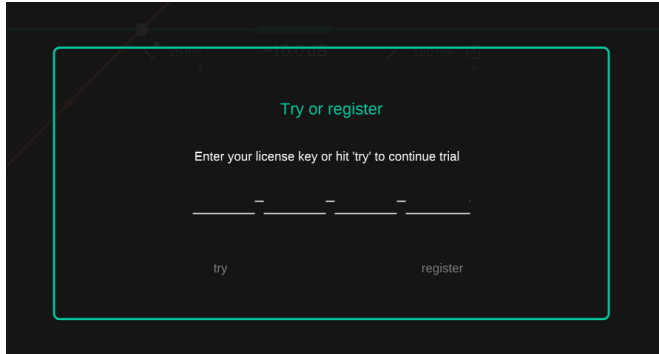 Try or register
Enter your license key or hit 'try' to continue trial
– – –
try register